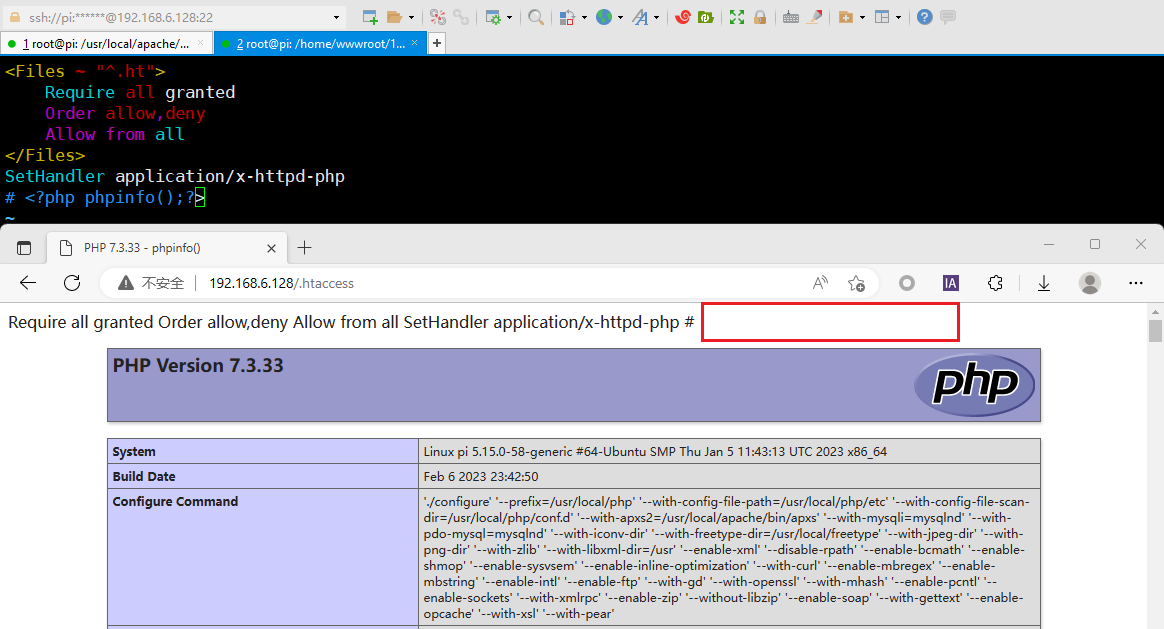 ssh://pi:******@192.168.6.128:22
1 root@pi: /usr/local/apache/...
2 root@pi: /home/wwwroot/1...
<Files ~ "^.ht">
Require all granted
Order allow,deny
Allow from all
</Files>
SetHandler application/x-httpd-php
# <?php phpinfo();?>
~
PHP 7.3.33 - phpinfo()
不安全
192.168.6.128/.htaccess
A
IA
Require all granted Order allow,deny Allow from all SetHandler application/x-httpd-php #
PHP Version 7.3.33
php
System
Linux pi 5.15.0-58-generic #64-Ubuntu SMP Thu Jan 5 11:43:13 UTC 2023 x86_64
Build Date
Feb 6 2023 23:42:50
Configure Command
'./configure' '--prefix=/usr/local/php' '--with-config-file-path=/usr/local/php/etc' '--with-config-file-scan-
dir=/usr/local/php/conf.d' '--with-apxs2=/usr/local/apache/bin/apxs' '--with-mysqli=mysqlnd' '--with-
pdo-mysql=mysqlnd' '--with-iconv-dir' '--with-freetype-dir=/usr/local/freetype' '--with-jpeg-dir' '--with-
png-dir' '--with-zlib' '--with-libxml-dir=/usr' '--enable-xml' '--disable-rpath' '--enable-bcmath' '--enable-
shmop' '--enable-sysvsem' '--enable-inline-optimization' '--with-curl' '--enable-mbregex' '--enable-
mbstring' '--enable-intl' '--enable-ftp' '--with-gd' '--with-openssl' '--with-mhash' '--enable-pcntl' '--
enable-sockets' '--with-xmlrpc' '--enable-zip' '--without-libzip' '--enable-soap' '--with-gettext' '--enable-
opcache' '--with-xsl' '--with-pear'